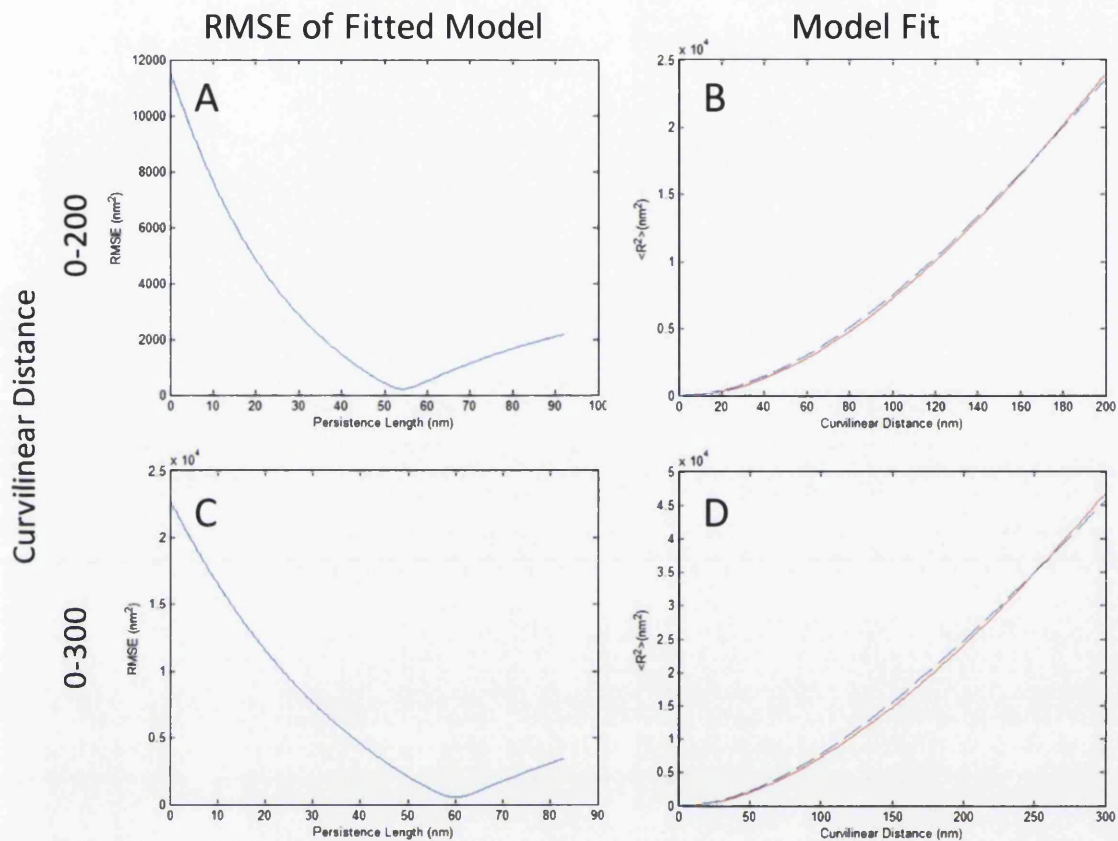 RMSE of Fitted Model
Model Fit
Curvilinear Distance
0-200
A
12000
10000
8000
6000
4000
2000
0
RMSE (nm²)
0 10 20 30 40 50 60 70 80 90 100
Persistence Length (nm)
B
x 10⁴
2.5
2
1.5
1
0.5
0
<R²>(nm²)
0 20 40 60 80 100 120 140 160 180 200
Curvilinear Distance (nm)
0-300
C
x 10⁴
2.5
2
1.5
1
0.5
0
RMSE (nm²)
0 10 20 30 40 50 60 70 80 90
Persistence Length (nm)
D
x 10⁴
5
4.5
4
3.5
3
2.5
2
1.5
1
0.5
0
<R²>(nm²)
0 50 100 150 200 250 300
Curvilinear Distance (nm)